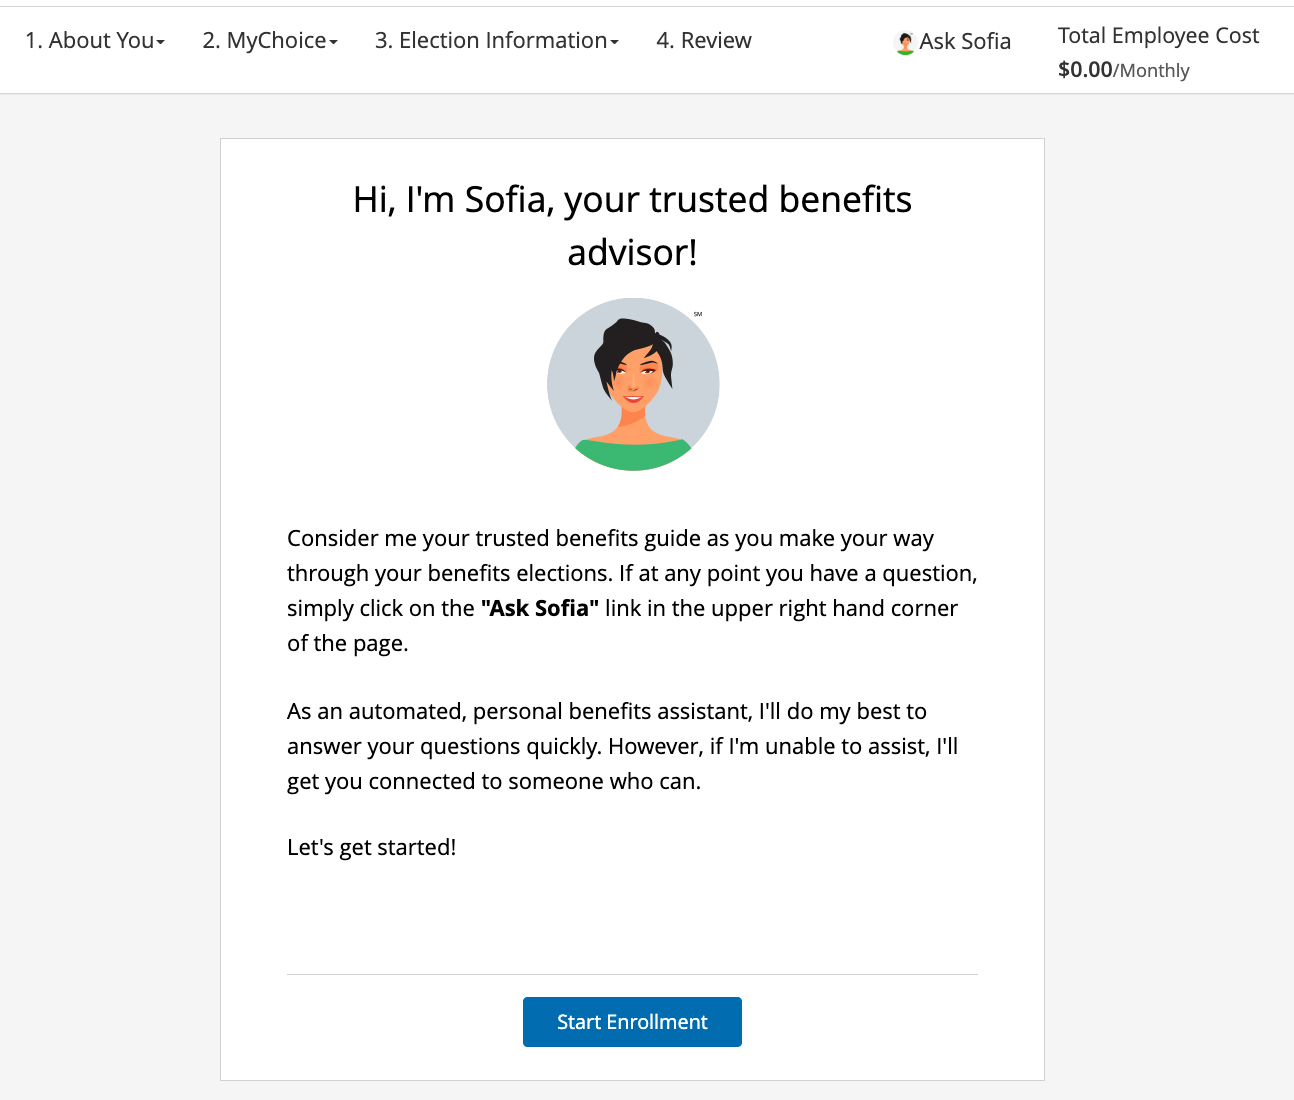 1. About You
2. MyChoice
3. Election Information
4. Review
Ask Sofia
Total Employee Cost
$0.00/Monthly
Hi, I'm Sofia, your trusted benefits
advisor!
SM
Consider me your trusted benefits guide as you make your way
through your benefits elections. If at any point you have a question,
simply click on the "Ask Sofia" link in the upper right hand corner
of the page.
As an automated, personal benefits assistant, I'll do my best to
answer your questions quickly. However, if I'm unable to assist, I'll
get you connected to someone who can.
Let's get started!
Start Enrollment